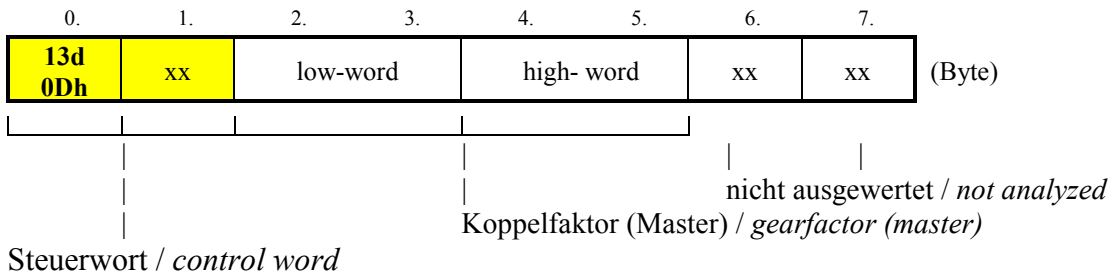 0. 1. 2. 3. 4. 5. 6. 7.
13d
0Dh xx low-word high- word xx xx (Byte)
nicht ausgewertet / not analyzed
Koppelfaktor (Master) / gearfactor (master)
Steuerwort / control word